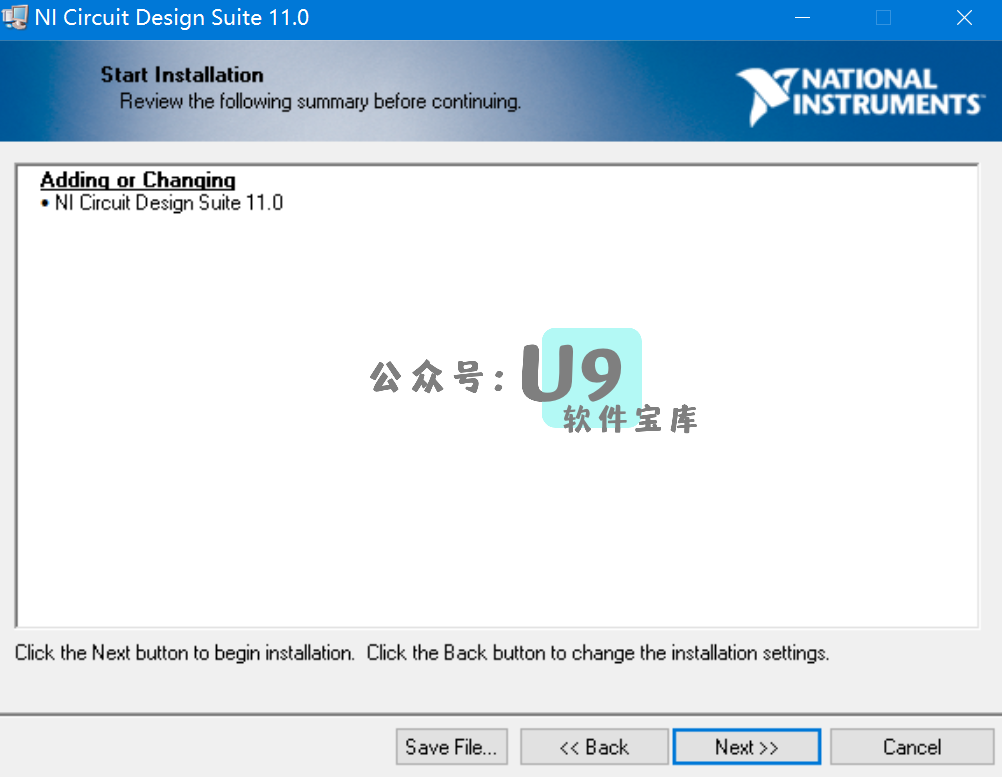 NI Circuit Design Suite 11.0
Start Installation
Review the following summary before continuing.
NATIONAL
INSTRUMENTS
Adding or Changing
• NI Circuit Design Suite 11.0
公众号：U9
软件宝库
Click the Next button to begin installation.  Click the Back button to change the installation settings.
Save File... << Back Next >> Cancel